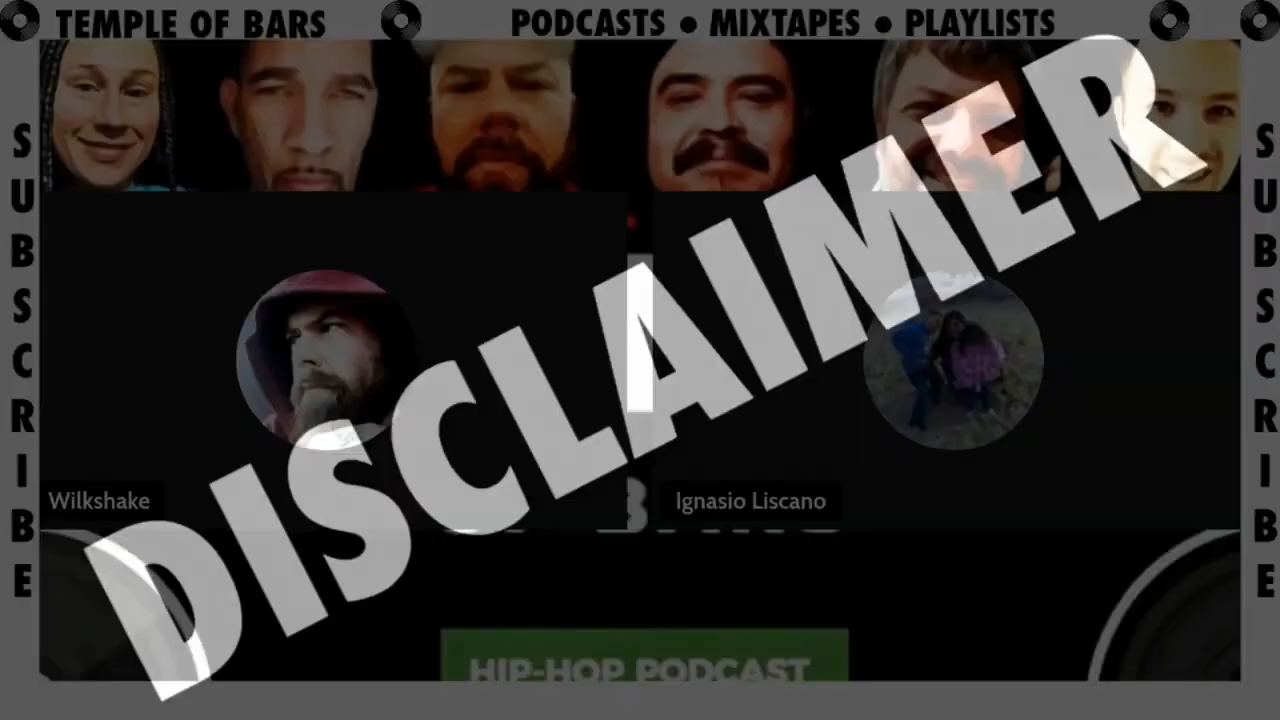 TEMPLE OF BARS
PODCASTS • MIXTAPES • PLAYLISTS
SUBSCRIBE
SUBSCRIBE
DISCLAIMER
Wilkshake
Ignasio Liscano
HIP-HOP PODCAST